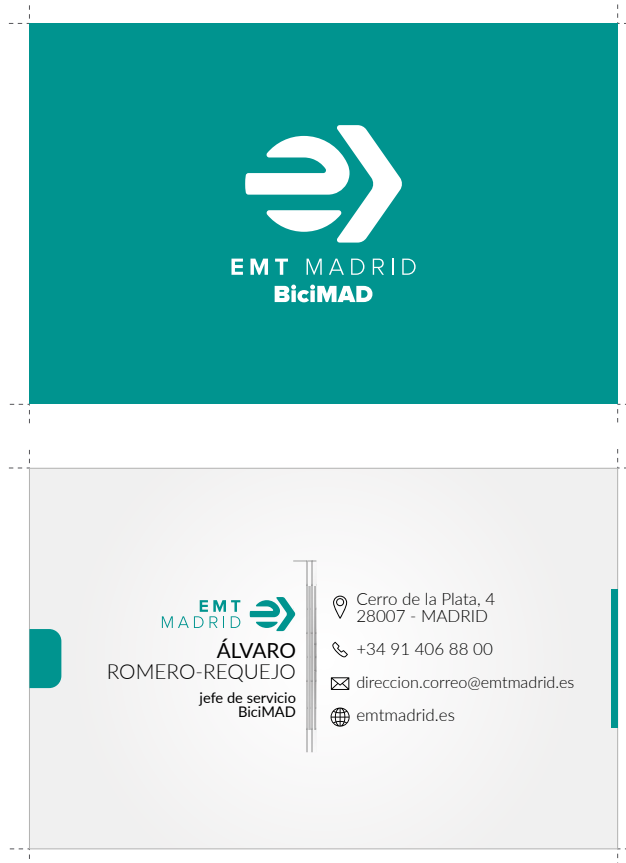 EMT MADRID
BiciMAD
EMT
MADRID
ÁLVARO
ROMERO-REQUEJO
jefe de servicio
BiciMAD
Cerro de la Plata, 4
28007 - MADRID
+34 91 406 88 00
direccion.correo@emtmadrid.es
emtmadrid.es